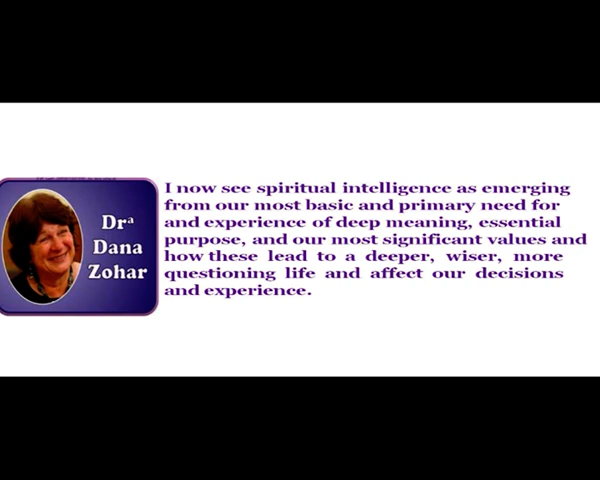 Drª
Dana
Zohar
I now see spiritual intelligence as emerging
from our most basic and primary need for
and experience of deep meaning, essential
purpose, and our most significant values and
how these lead to a deeper, wiser, more
questioning life and affect our decisions
and experience.